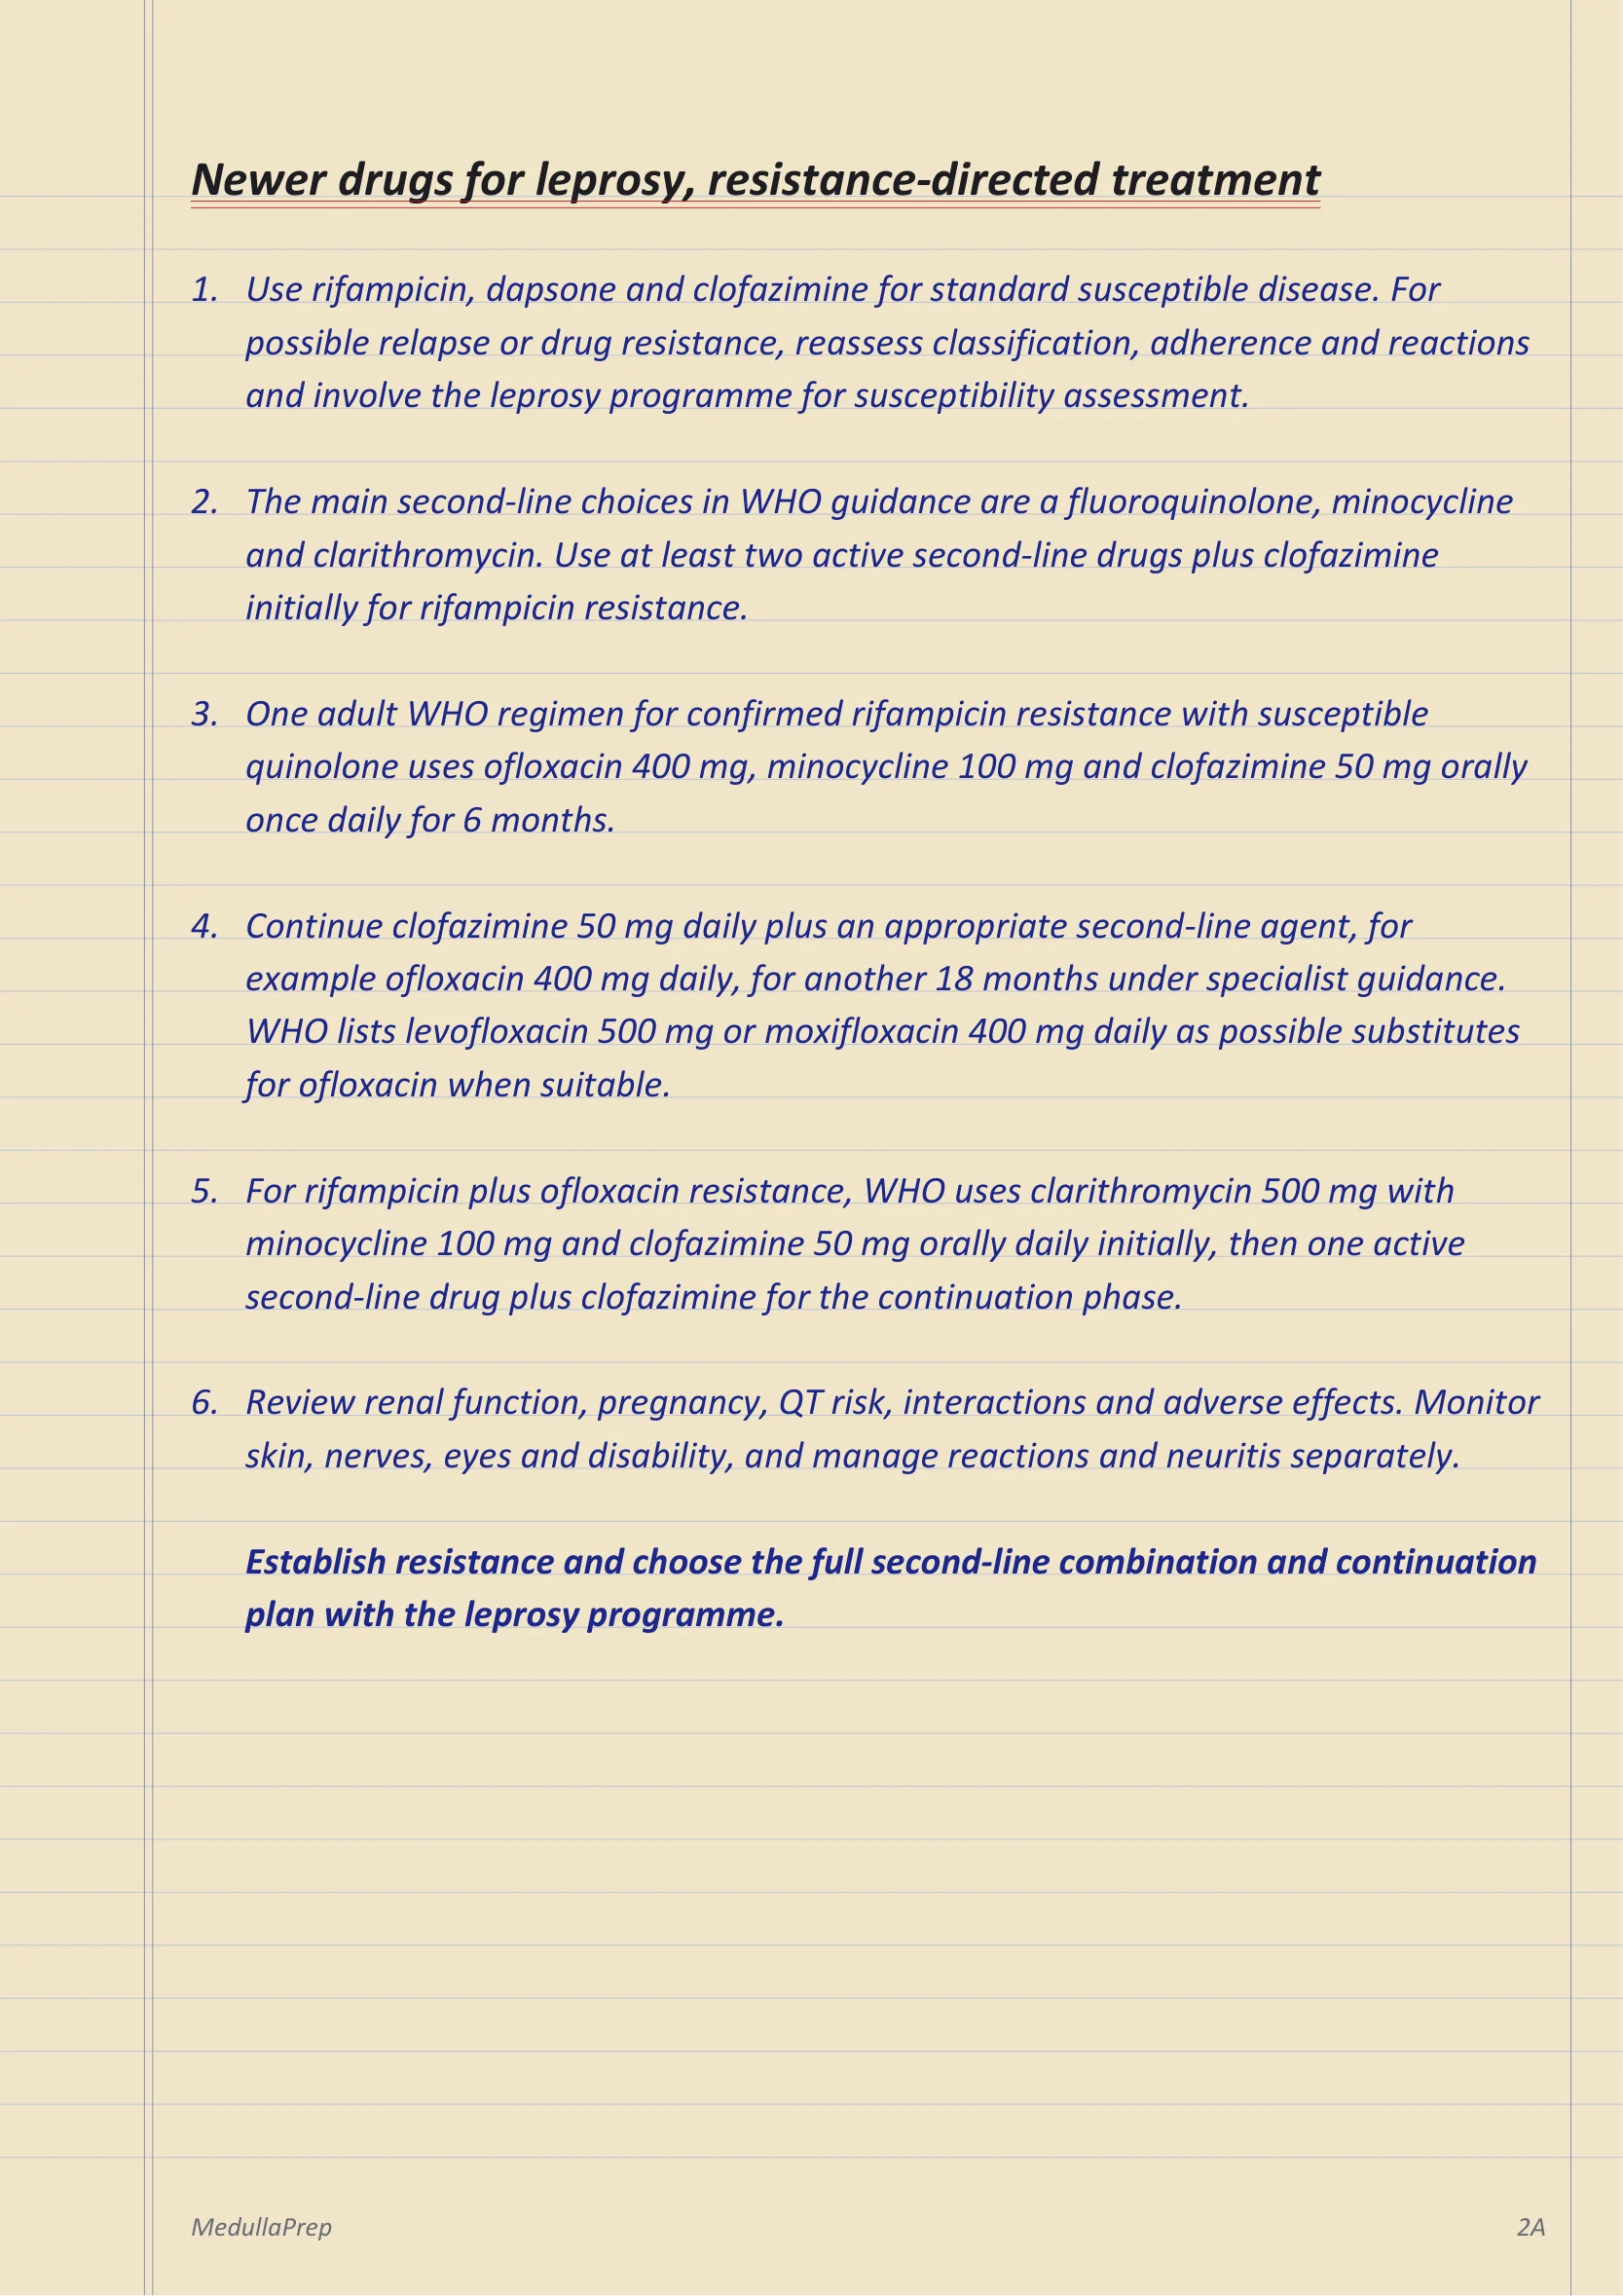 Newer drugs for leprosy, resistance-directed treatment
1. Use rifampicin, dapsone and clofazimine for standard susceptible disease. For
possible relapse or drug resistance, reassess classification, adherence and reactions
and involve the leprosy programme for susceptibility assessment.
2. The main second-line choices in WHO guidance are a fluoroquinolone, minocycline
and clarithromycin. Use at least two active second-line drugs plus clofazimine
initially for rifampicin resistance.
3. One adult WHO regimen for confirmed rifampicin resistance with susceptible
quinolone uses ofloxacin 400 mg, minocycline 100 mg and clofazimine 50 mg orally
once daily for 6 months.
4. Continue clofazimine 50 mg daily plus an appropriate second-line agent, for
example ofloxacin 400 mg daily, for another 18 months under specialist guidance.
WHO lists levofloxacin 500 mg or moxifloxacin 400 mg daily as possible substitutes
for ofloxacin when suitable.
5. For rifampicin plus ofloxacin resistance, WHO uses clarithromycin 500 mg with
minocycline 100 mg and clofazimine 50 mg orally daily initially, then one active
second-line drug plus clofazimine for the continuation phase.
6. Review renal function, pregnancy, QT risk, interactions and adverse effects. Monitor
skin, nerves, eyes and disability, and manage reactions and neuritis separately.
Establish resistance and choose the full second-line combination and continuation
plan with the leprosy programme.
MedullaPrep
2A